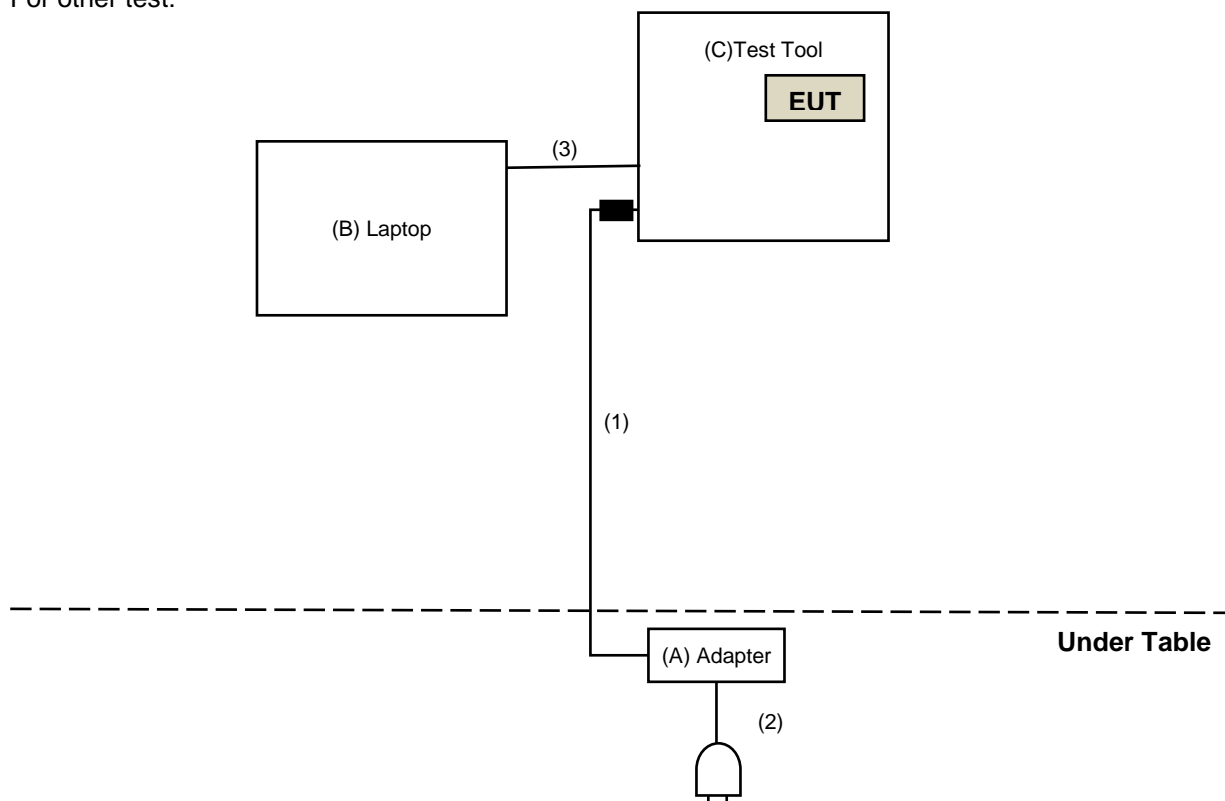 For other test:
(C)Test Tool
EUT
(3)
(B) Laptop
(1)
Under Table
(A) Adapter
(2)